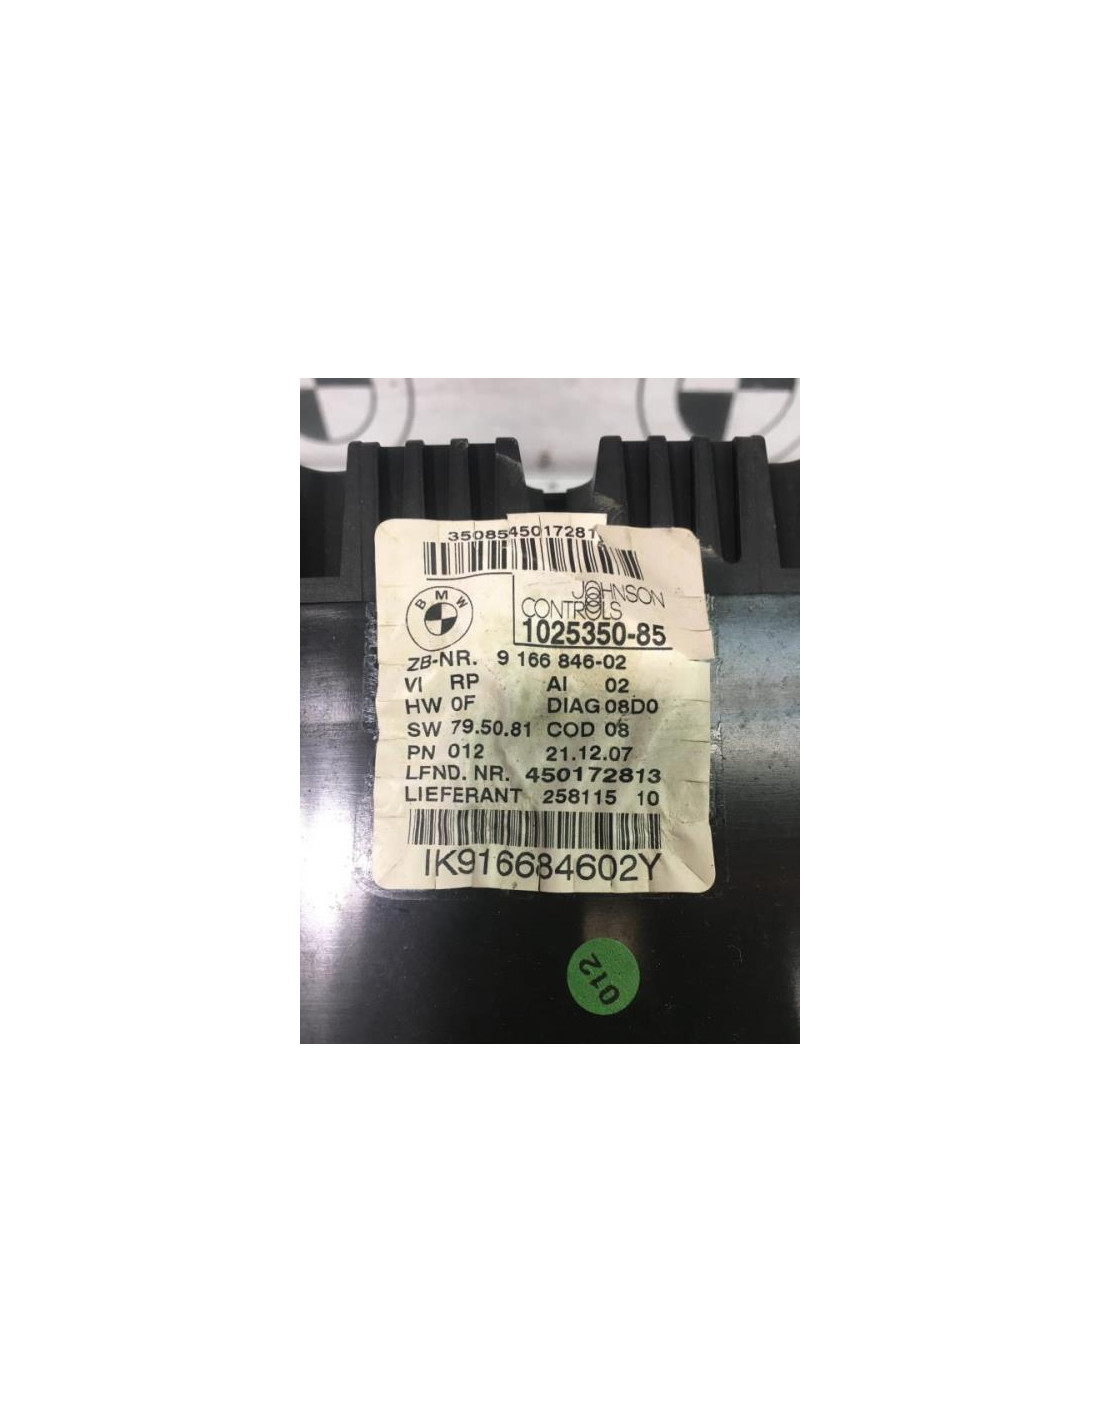 35085450172813
BMW
JOHNSON
CONTROLS
1025350-85
ZB-NR. 9 166 846-02
VI RP AI 02
HW 0F DIAG 08D0
SW 79.50.81 COD 08
PN 012 21.12.07
LFND. NR. 450172813
LIEFERANT 258115 10
IK916684602Y
012